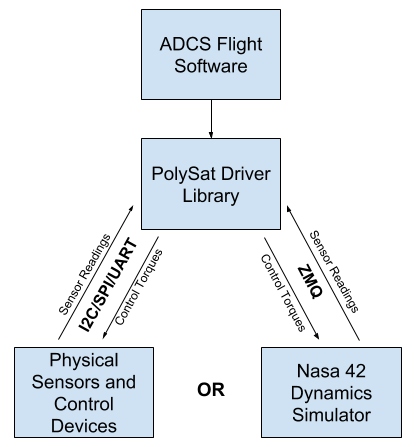 ADCS Flight
Software
PolySat Driver
Library
Sensor Readings
I2C/SPI/UART
Control Torques
Control Torques
ZMQ
Sensor Readings
Physical
Sensors and
Control
Devices
OR
Nasa 42
Dynamics
Simulator